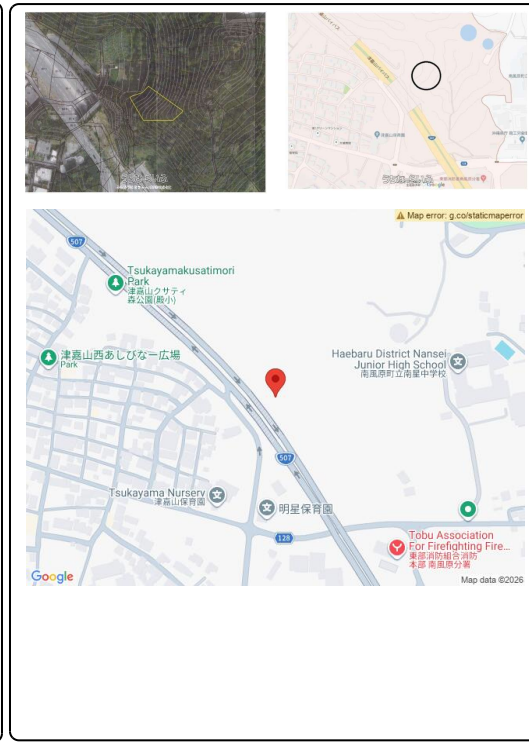 ⚠ Map error: g.co/staticmaperror
507
Tsukayamakusatimori
Park
津嘉山クサティ
森公園(殿小)
津嘉山西あしびなー広場
Park
Haebaru District Nansei
Junior High School
南風原町立南星中学校
507
Tsukayama Nursery
津嘉山保育園
明星保育園
128
Tobu Association
For Firefighting Fire...
東部消防組合消防
本部 南風原分署
Google
Map data ©2026